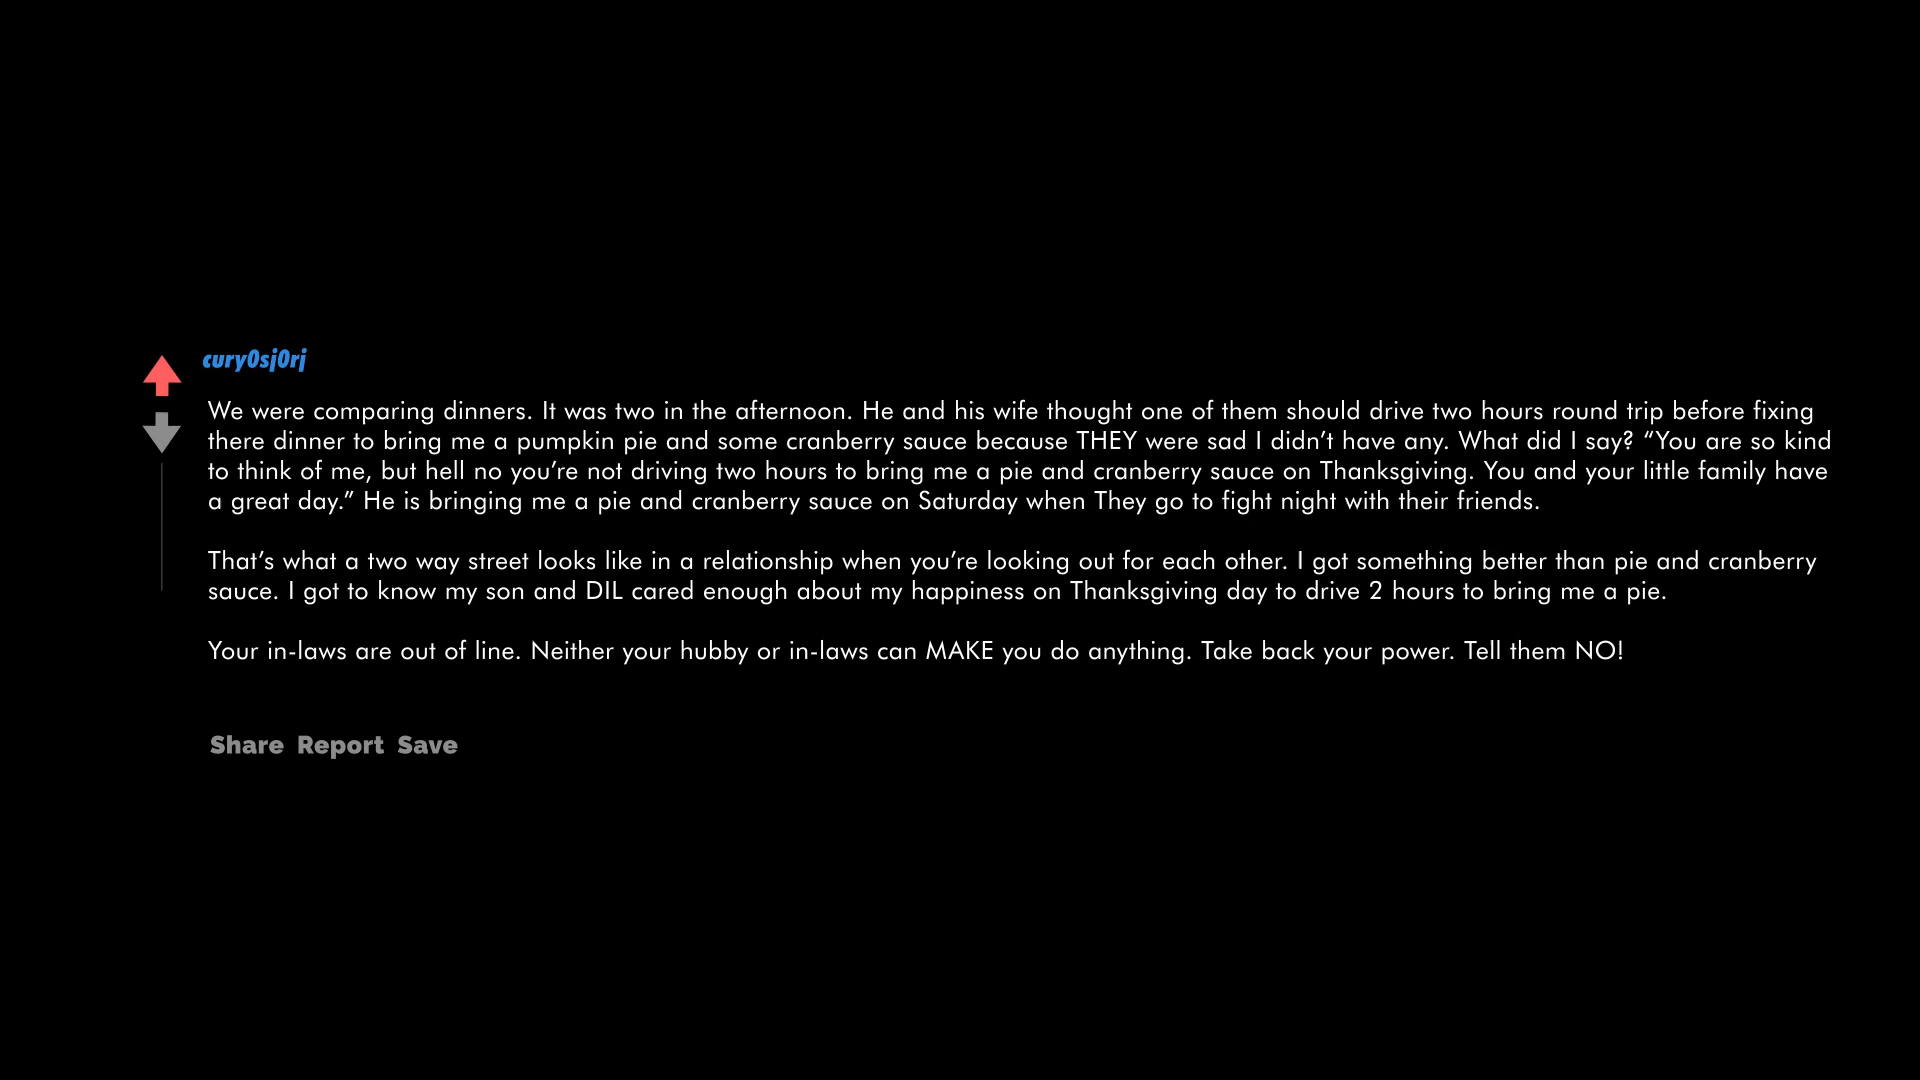 cury0sj0rj
We were comparing dinners. It was two in the afternoon. He and his wife thought one of them should drive two hours round trip before fixing
there dinner to bring me a pumpkin pie and some cranberry sauce because THEY were sad I didn’t have any. What did I say? “You are so kind
to think of me, but hell no you’re not driving two hours to bring me a pie and cranberry sauce on Thanksgiving. You and your little family have
a great day.” He is bringing me a pie and cranberry sauce on Saturday when They go to fight night with their friends.
That’s what a two way street looks like in a relationship when you’re looking out for each other. I got something better than pie and cranberry
sauce. I got to know my son and DIL cared enough about my happiness on Thanksgiving day to drive 2 hours to bring me a pie.
Your in-laws are out of line. Neither your hubby or in-laws can MAKE you do anything. Take back your power. Tell them NO!
Share Report Save